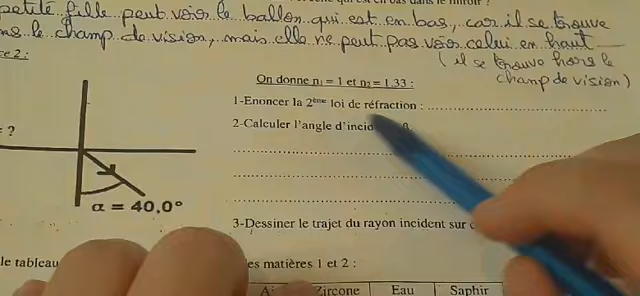 petite fille peut voir le ballon qui est en bas, car il se trouve
le champ de vision, mais elle ne peut pas voir celui en haut
(il se trouve hors le
champ de vision)
ce 2:
On donne n₁ = 1 et n₂ = 1.33 :
1-Enoncer la 2ème loi de réfraction :
= ?
2-Calculer l'angle d'incid
α = 40,0°
3-Dessiner le trajet du rayon incident sur
le tableau
es matières 1 et 2 :
Zircone Eau Saphir